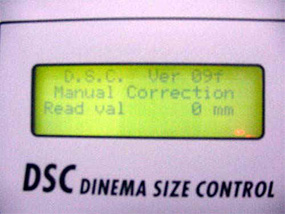 D.S.C. Ver 09f
Manual Correction
Read val 0 mm
DSC DINEMA SIZE CONTROL